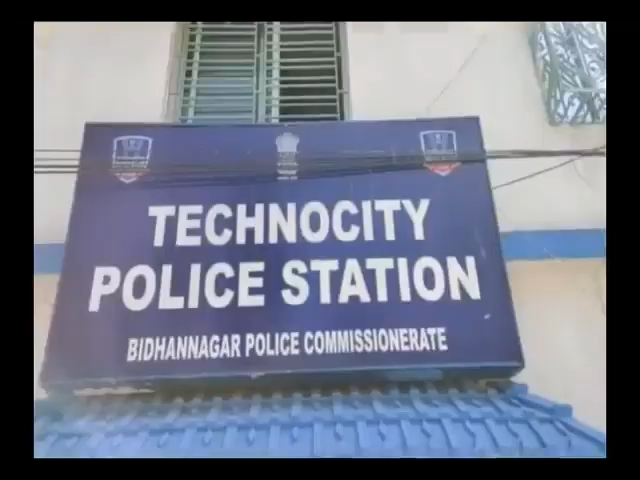 TECHNOCITY
POLICE STATION
BIDHANNAGAR POLICE COMMISSIONERATE